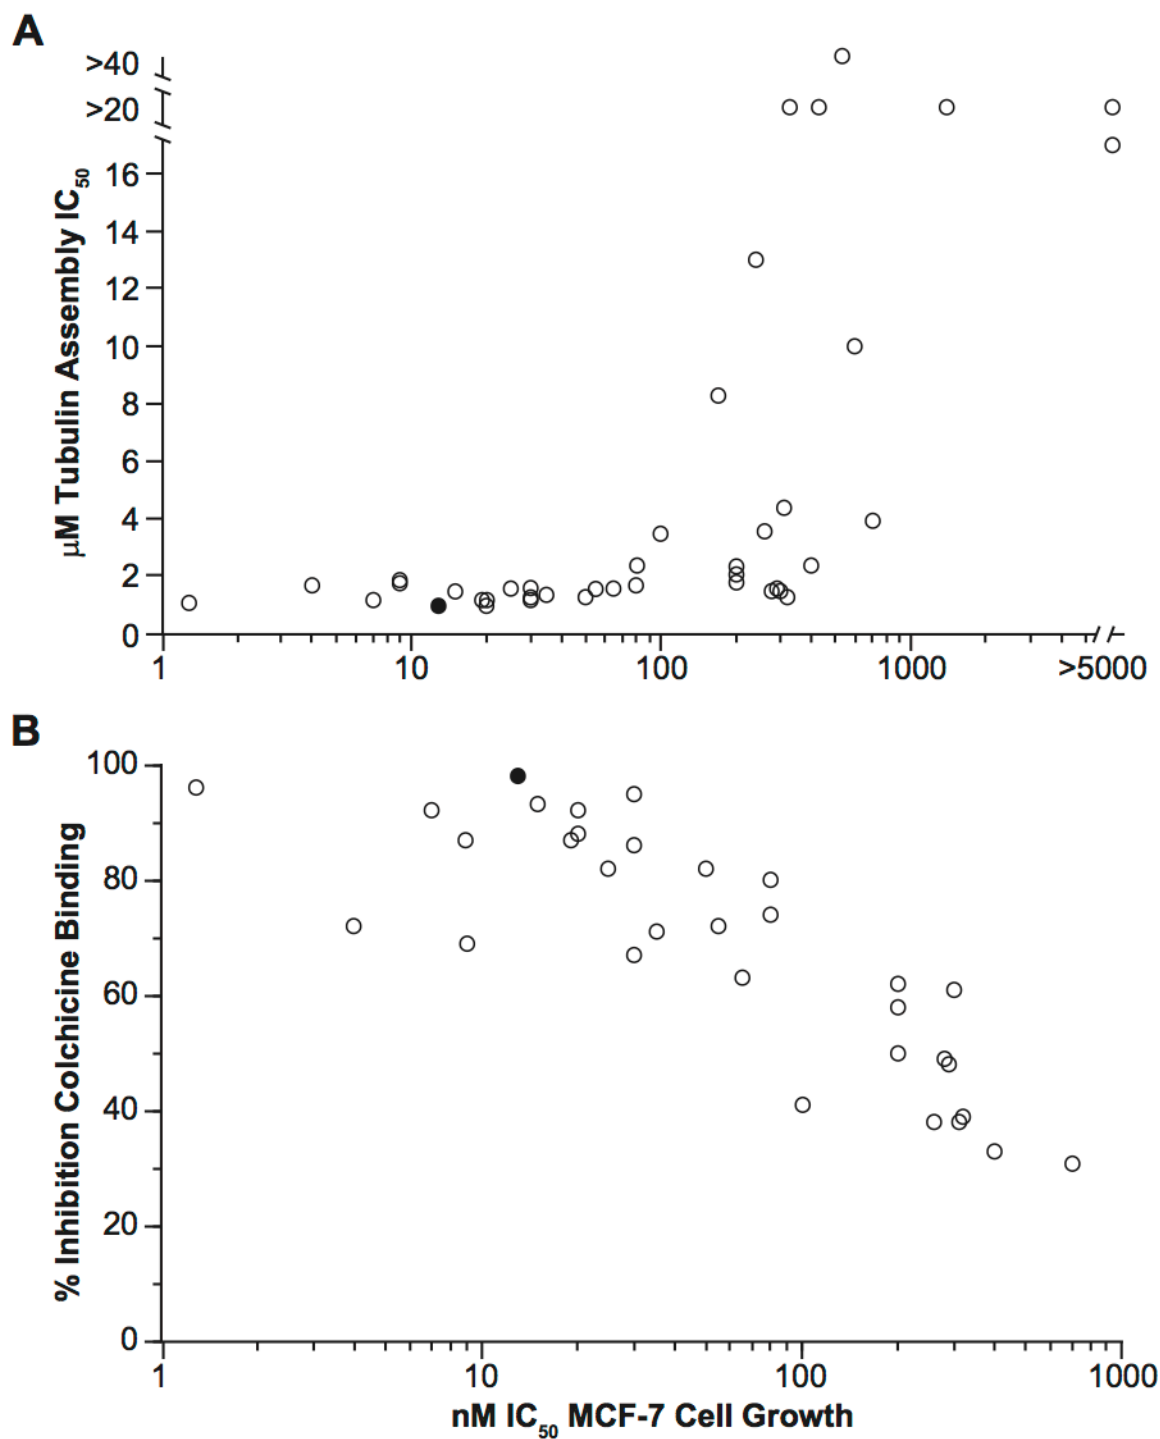 A
>40
>20
16
14
12
10
8
6
4
2
0
μM Tubulin Assembly IC50
1 10 100 1000 >5000
B
100
80
60
40
20
0
% Inhibition Colchicine Binding
1 10 100 1000
nM IC50 MCF-7 Cell Growth